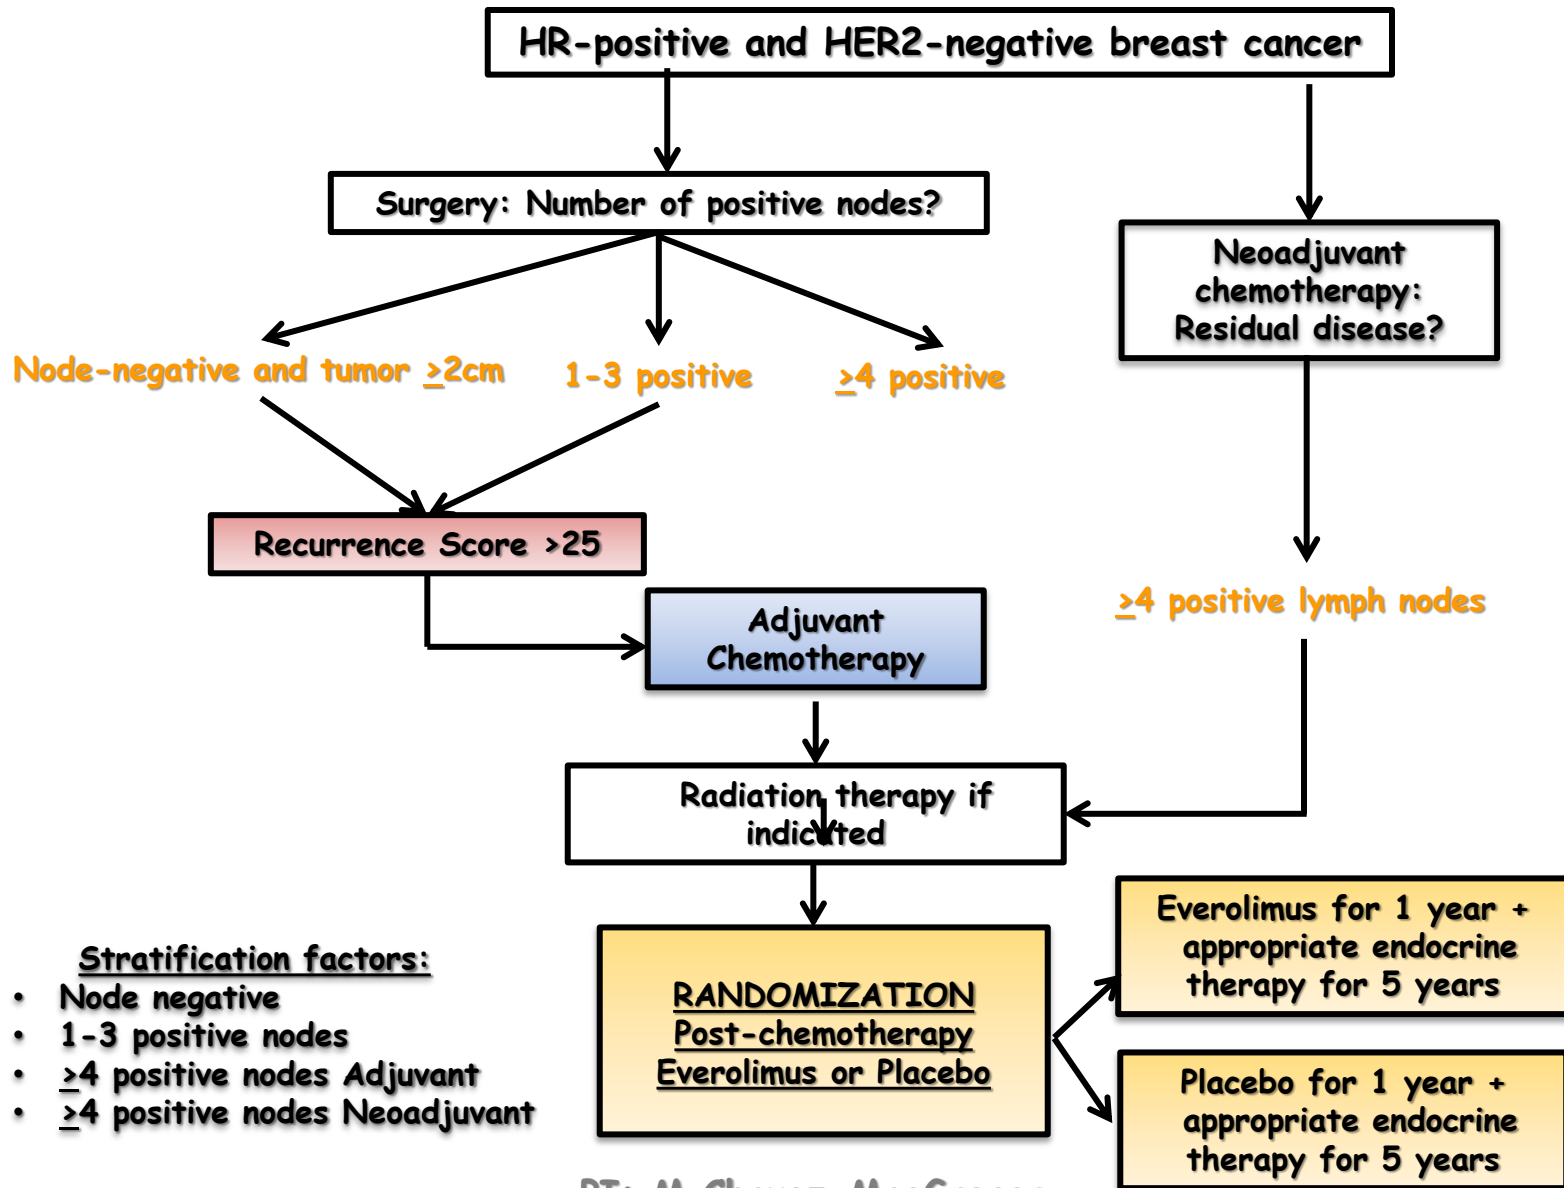 HR-positive and HER2-negative breast cancer
Surgery: Number of positive nodes?
Neoadjuvant
chemotherapy:
Residual disease?
Node-negative and tumor ≥2cm
1-3 positive
≥4 positive
Recurrence Score >25
Adjuvant
Chemotherapy
≥4 positive lymph nodes
Radiation therapy if
indicated
Stratification factors:
• Node negative
• 1-3 positive nodes
• ≥4 positive nodes Adjuvant
• ≥4 positive nodes Neoadjuvant
RANDOMIZATION
Post-chemotherapy
Everolimus or Placebo
Everolimus for 1 year +
appropriate endocrine
therapy for 5 years
Placebo for 1 year +
appropriate endocrine
therapy for 5 years